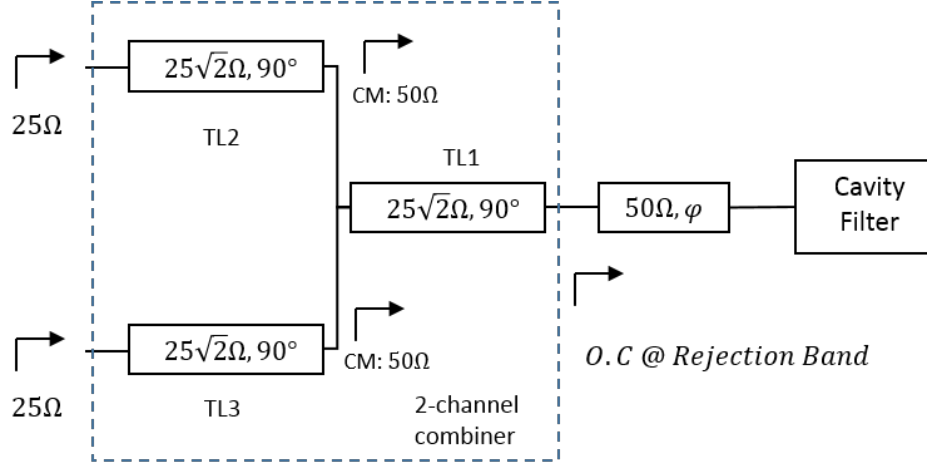 25√2Ω, 90°
25Ω
TL2
CM: 50Ω
TL1
25√2Ω, 90°
50Ω, φ
Cavity
Filter
25√2Ω, 90°
25Ω
TL3
CM: 50Ω
O.C @ Rejection Band
2-channel
combiner